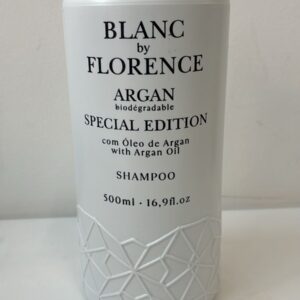 BLANC
by
FLORENCE
ARGAN
biodégradable
SPECIAL EDITION
com Óleo de Argan
with Argan Oil
SHAMPOO
500ml · 16,9fl.oz